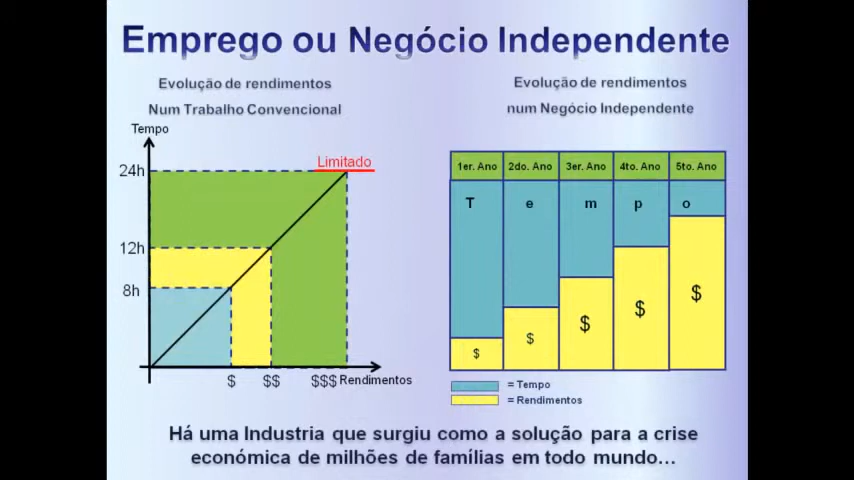 Emprego ou Negócio Independente
Evolução de rendimentos
Num Trabalho Convencional
Tempo
24h
Limitado
12h
8h
$
$$
$$$
Rendimentos
Evolução de rendimentos
num Negócio Independente
1er. Ano
2do. Ano
3er. Ano
4to. Ano
5to. Ano
T e m p o
$
$
$
$
$
= Tempo
= Rendimentos
Há uma Industria que surgiu como a solução para a crise
económica de milhões de famílias em todo mundo...